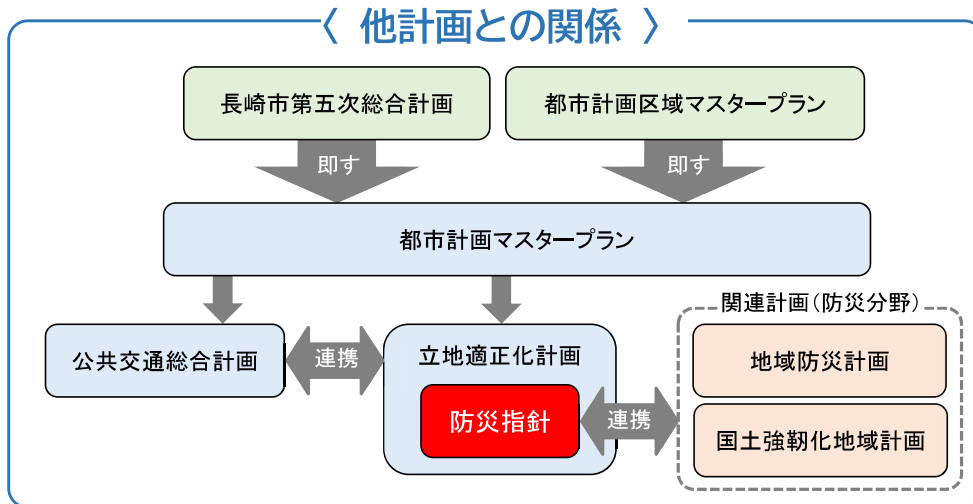 〈 他計画との関係 〉
長崎市第五次総合計画
都市計画区域マスタープラン
即す
即す
都市計画マスタープラン
関連計画（防災分野）
公共交通総合計画
連携
立地適正化計画
地域防災計画
防災指針
連携
国土強靭化地域計画